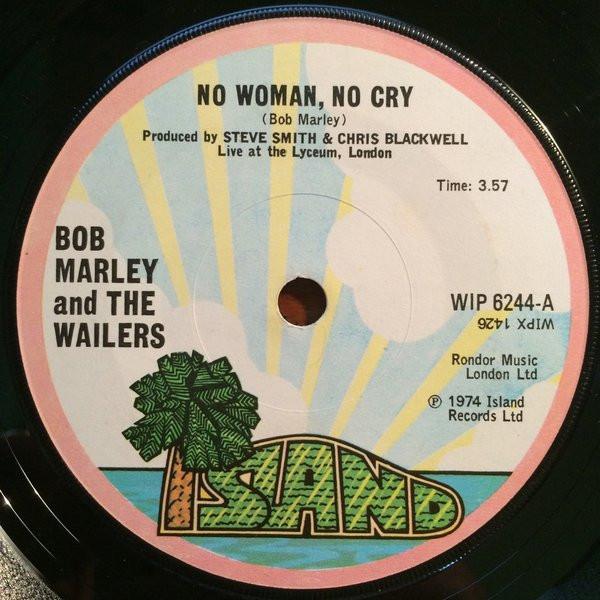 NO WOMAN, NO CRY
(Bob Marley)
Produced by STEVE SMITH & CHRIS BLACKWELL
Live at the Lyceum, London
Time: 3.57
BOB
MARLEY
and THE
WAILERS
WIP 6244-A
WIPX 1426
Rondor Music
London Ltd
℗ 1974 Island
Records Ltd
ISLAND